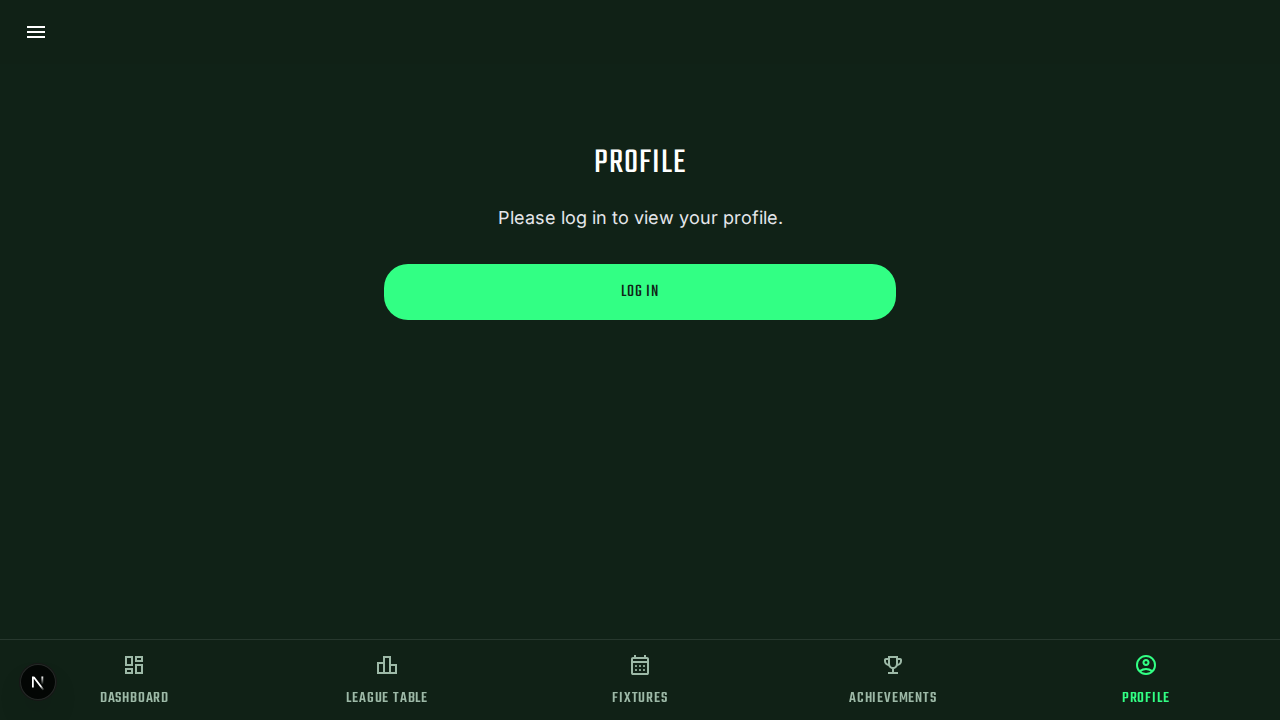 PROFILE
Please log in to view your profile.
LOG IN
DASHBOARD
LEAGUE TABLE
FIXTURES
ACHIEVEMENTS
PROFILE
N